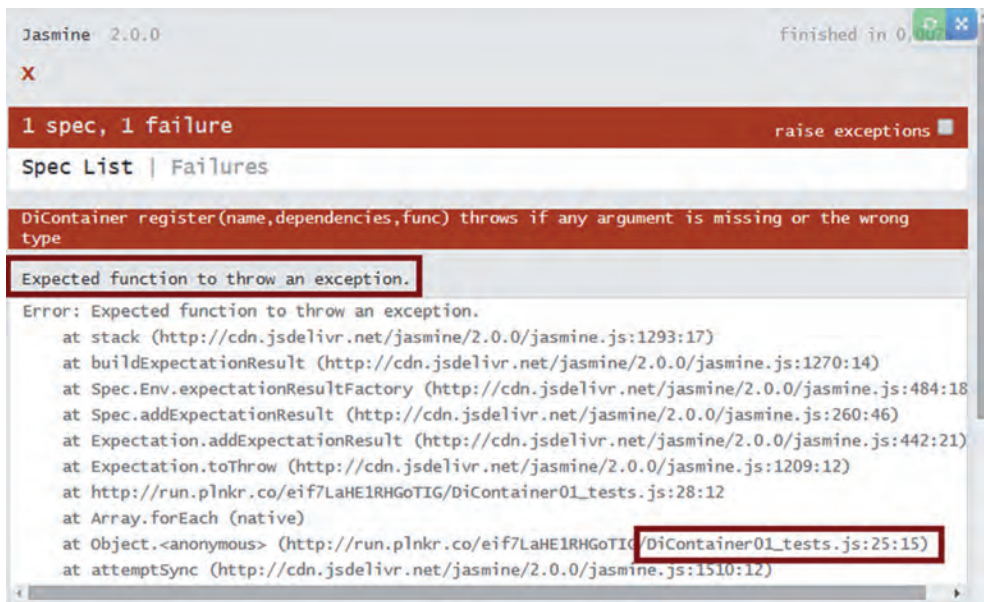 Jasmine 2.0.0 finished in 0.007s
X
1 spec, 1 failure raise exceptions
Spec List | Failures
DiContainer register(name,dependencies,func) throws if any argument is missing or the wrong
type
Expected function to throw an exception.
Error: Expected function to throw an exception.
at stack (http://cdn.jsdelivr.net/jasmine/2.0.0/jasmine.js:1293:17)
at buildExpectationResult (http://cdn.jsdelivr.net/jasmine/2.0.0/jasmine.js:1270:14)
at Spec.Env.expectationResultFactory (http://cdn.jsdelivr.net/jasmine/2.0.0/jasmine.js:484:18
at Spec.addExpectationResult (http://cdn.jsdelivr.net/jasmine/2.0.0/jasmine.js:260:46)
at Expectation.addExpectationResult (http://cdn.jsdelivr.net/jasmine/2.0.0/jasmine.js:442:21)
at Expectation.toThrow (http://cdn.jsdelivr.net/jasmine/2.0.0/jasmine.js:1209:12)
at http://run.plnkr.co/eif7LaHE1RHGoTIG/DiContainer01_tests.js:28:12
at Array.forEach (native)
at Object.<anonymous> (http://run.plnkr.co/eif7LaHE1RHGoTIG/DiContainer01_tests.js:25:15)
at attemptSync (http://cdn.jsdelivr.net/jasmine/2.0.0/jasmine.js:1510:12)